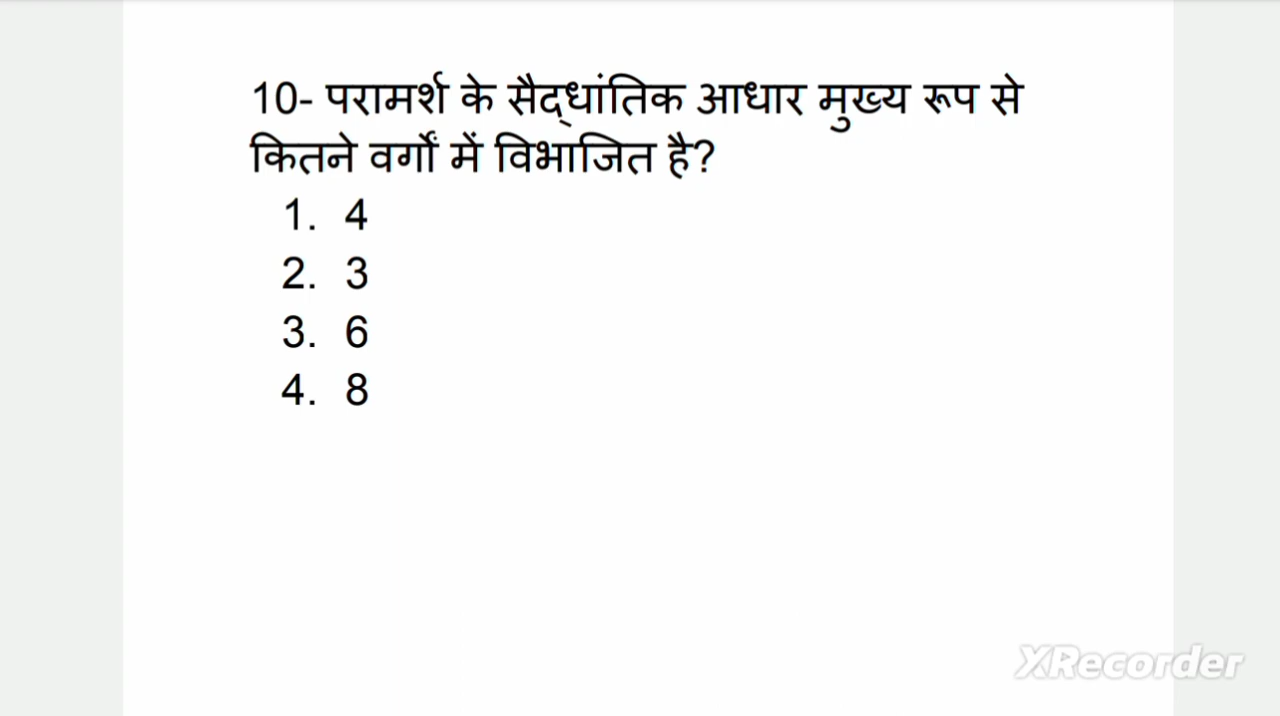 10- परामर्श के सैद्धांतिक आधार मुख्य रूप से
कितने वर्गों में विभाजित है?
1. 4
2. 3
3. 6
4. 8
XRecorder